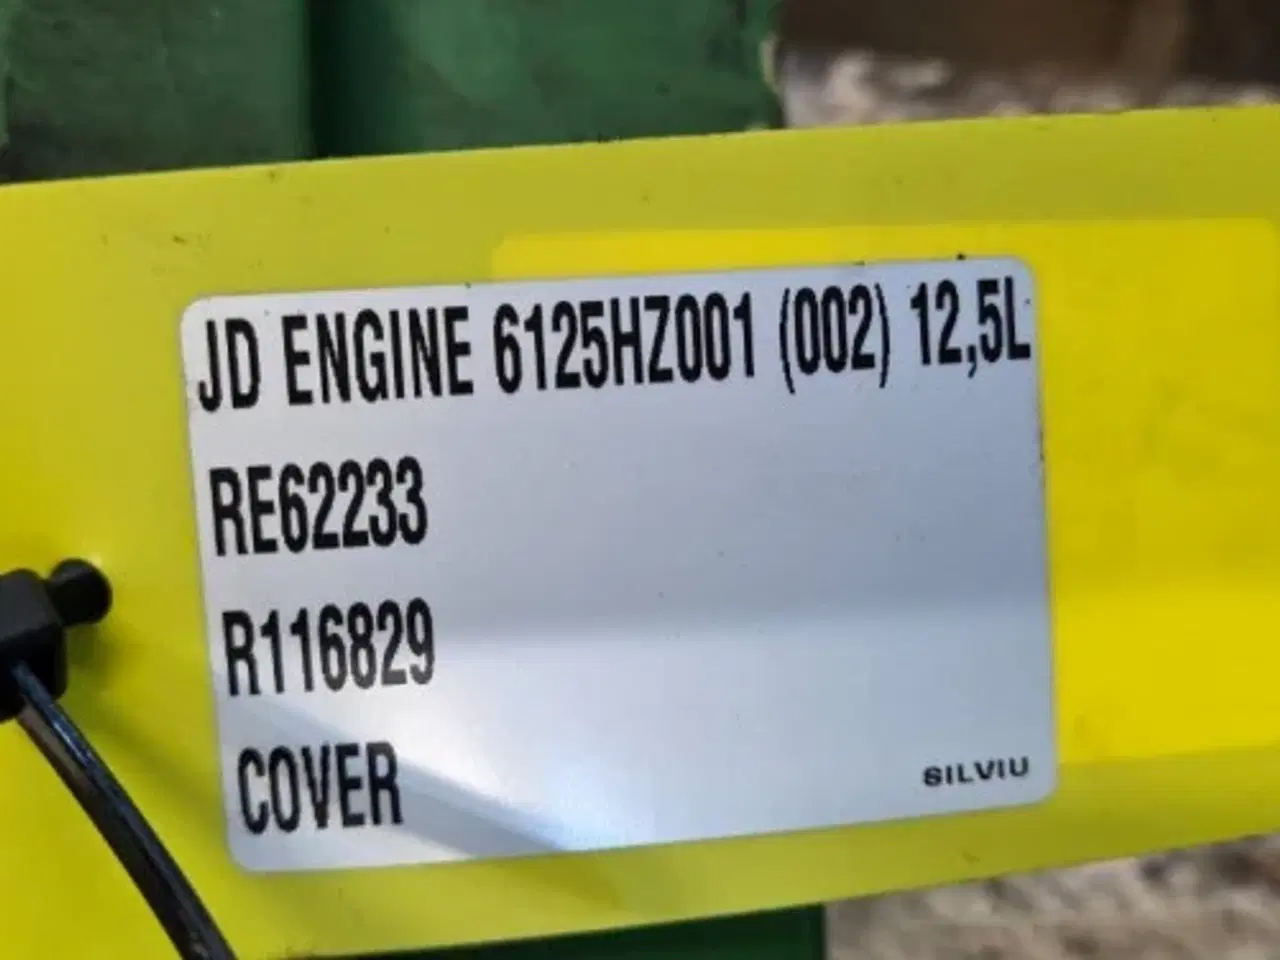 JD ENGINE 6125HZ001 (002) 12,5L
RE62233
R116829
COVER
SILVIU